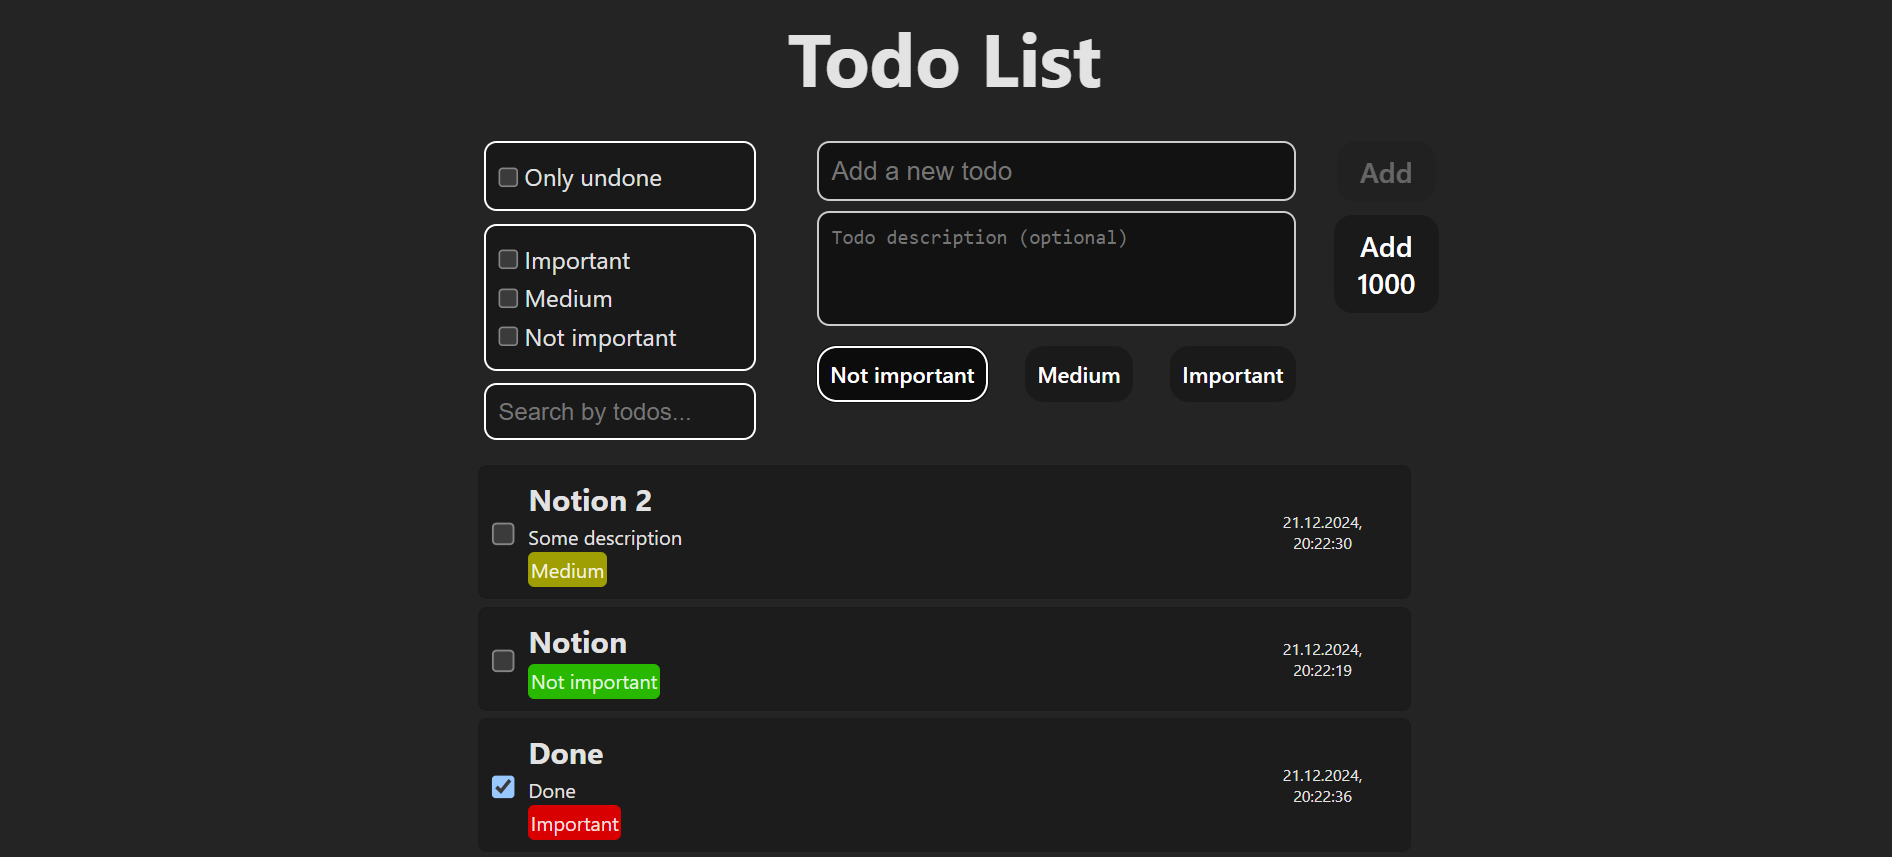 Todo List
Only undone
Important
Medium
Not important
Search by todos...
Add a new todo
Todo description (optional)
Not important
Medium
Important
Add
Add
1000
Notion 2
Some description
Medium
21.12.2024,
20:22:30
Notion
Not important
21.12.2024,
20:22:19
Done
Done
Important
21.12.2024,
20:22:36